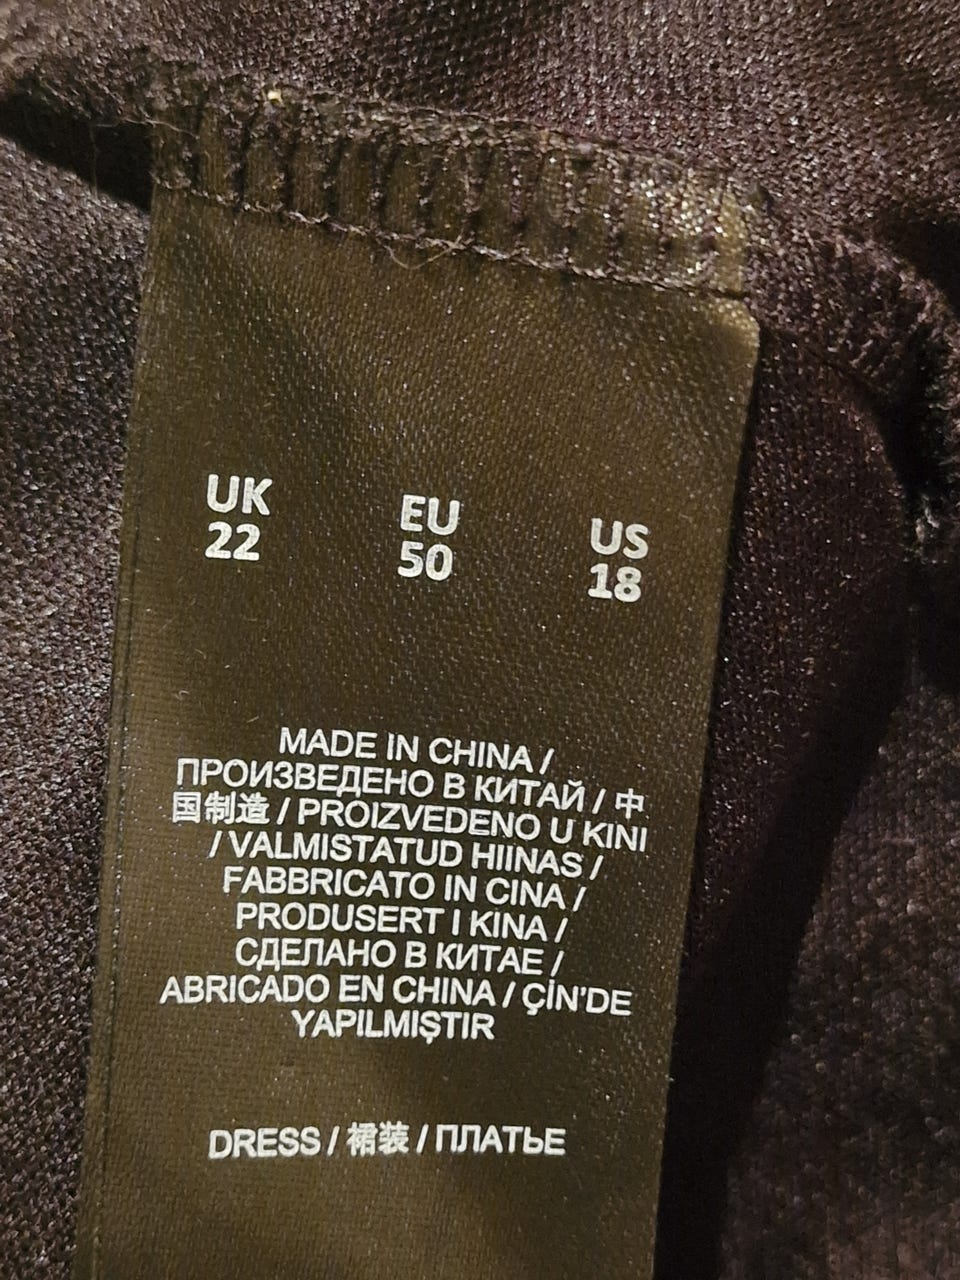 UK EU US
22 50 18
MADE IN CHINA /
ПРОИЗВЕДЕНО В КИТАЙ / 中
国制造 / PROIZVEDENO U KINI
/ VALMISTATUD HIINAS /
FABBRICATO IN CINA /
PRODUSERT I KINA /
СДЕЛАНО В КИТАЕ /
ABRICADO EN CHINA / ÇİN'DE
YAPILMIŞTIR
DRESS / 裙装 / ПЛАТЬЕ